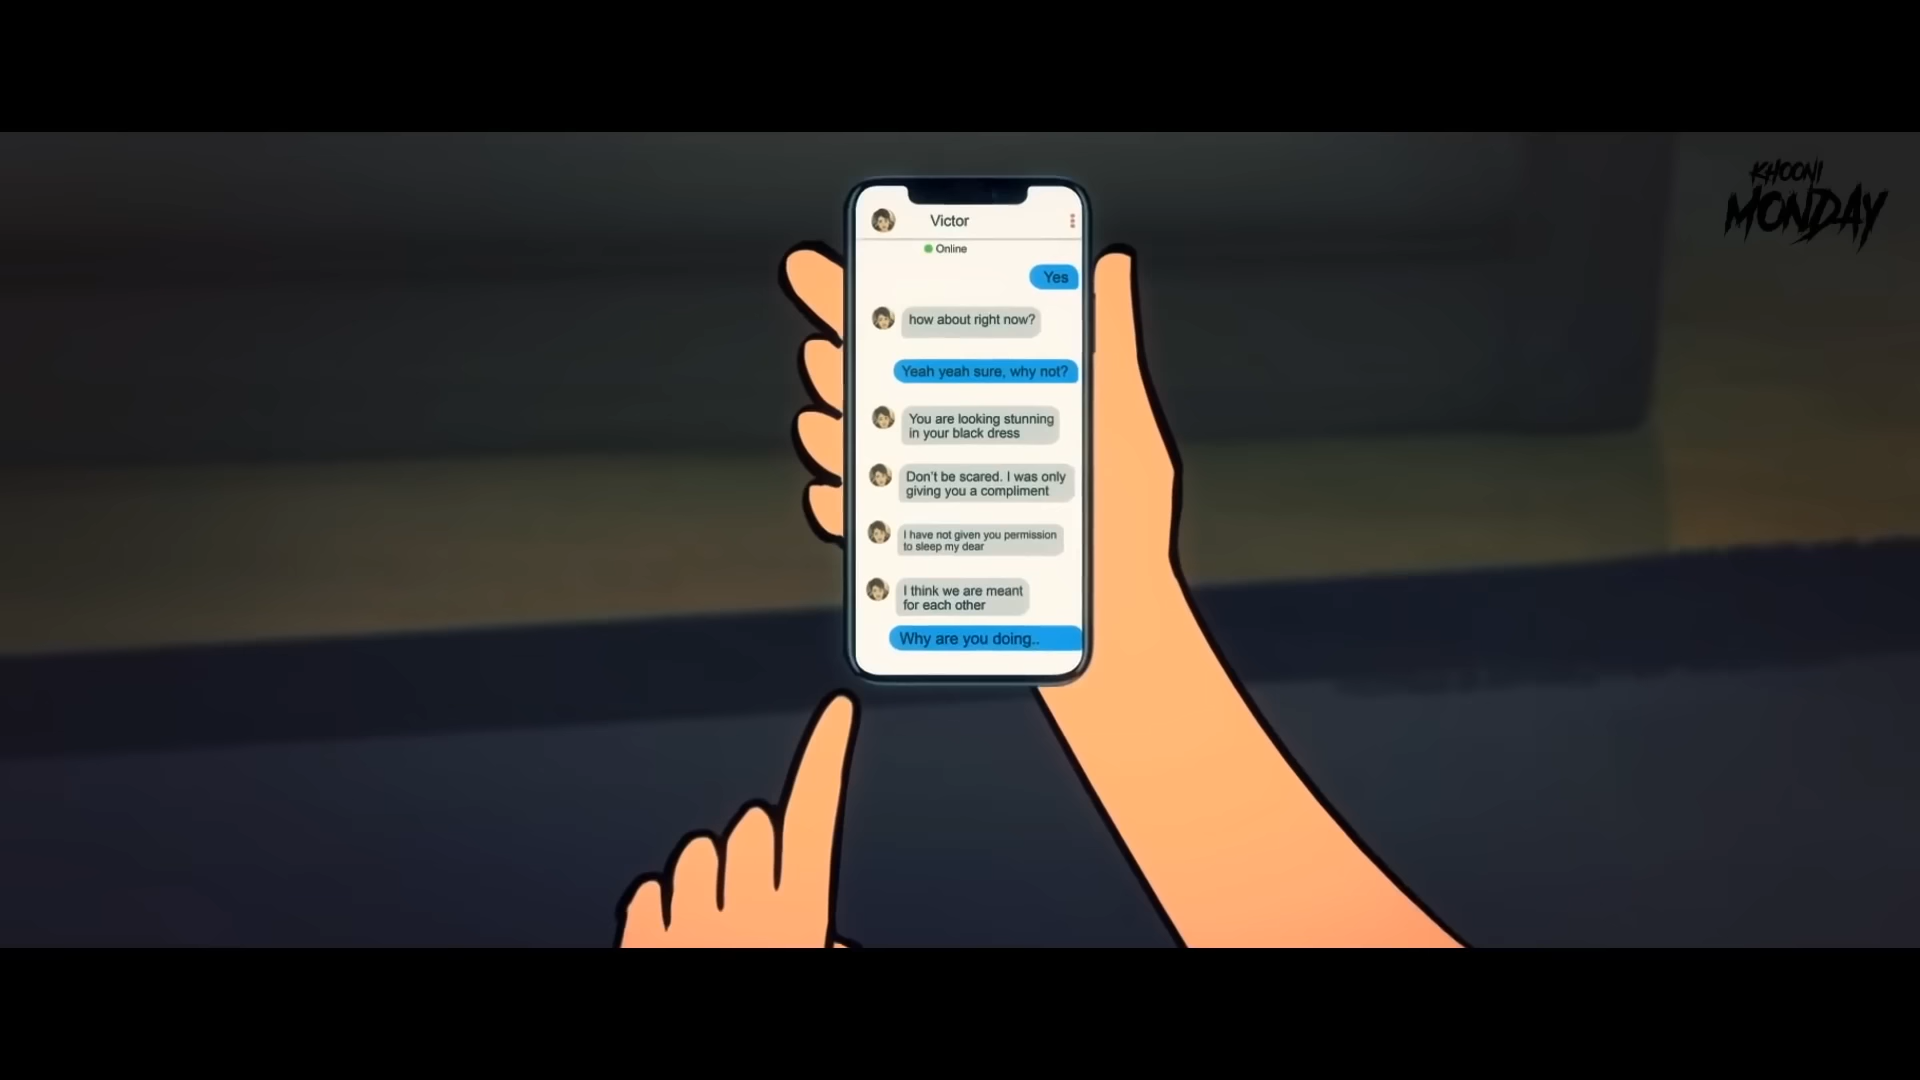 KHOONI
MONDAY
Victor
Online
Yes
how about right now?
Yeah yeah sure, why not?
You are looking stunning
in your black dress
Don't be scared. I was only
giving you a compliment
I have not given you permission
to sleep my dear
I think we are meant
for each other
Why are you doing..